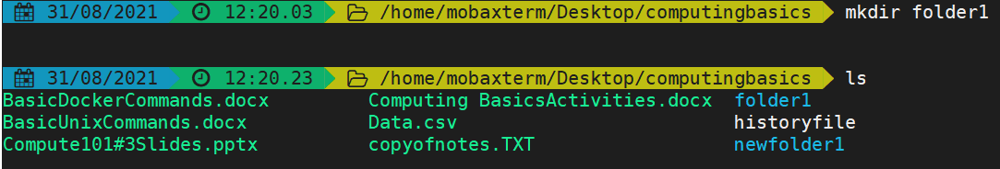 31/08/2021 12:20.03 /home/mobaxterm/Desktop/computingbasics mkdir folder1
31/08/2021 12:20.23 /home/mobaxterm/Desktop/computingbasics ls
BasicDockerCommands.docx Computing BasicsActivities.docx folder1
BasicUnixCommands.docx Data.csv historyfile
Compute101#3Slides.pptx copyofnotes.TXT newfolder1